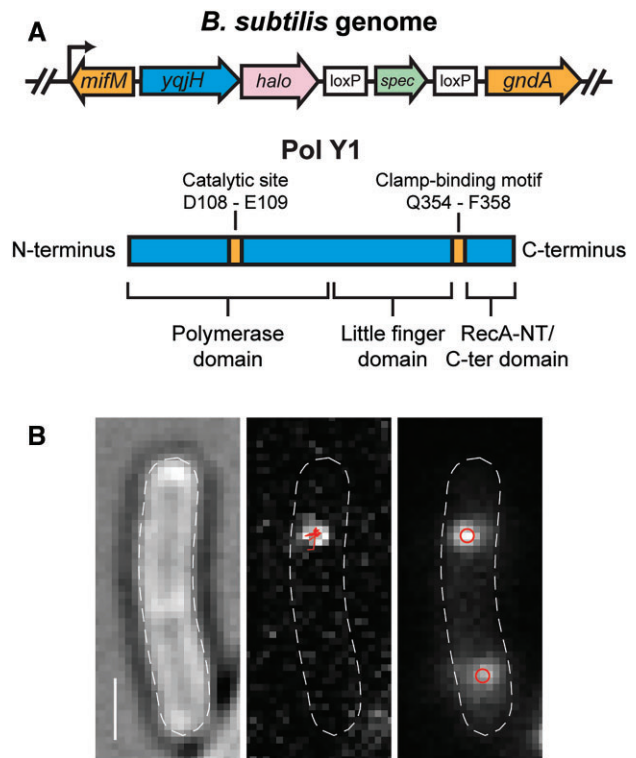 A
B. subtilis genome
mifM yqjH halo loxP spec loxP gndA
Pol Y1
Catalytic site Clamp-binding motif
D108 - E109 Q354 - F358
N-terminus C-terminus
Polymerase Little finger RecA-NT/
domain domain C-ter domain
B